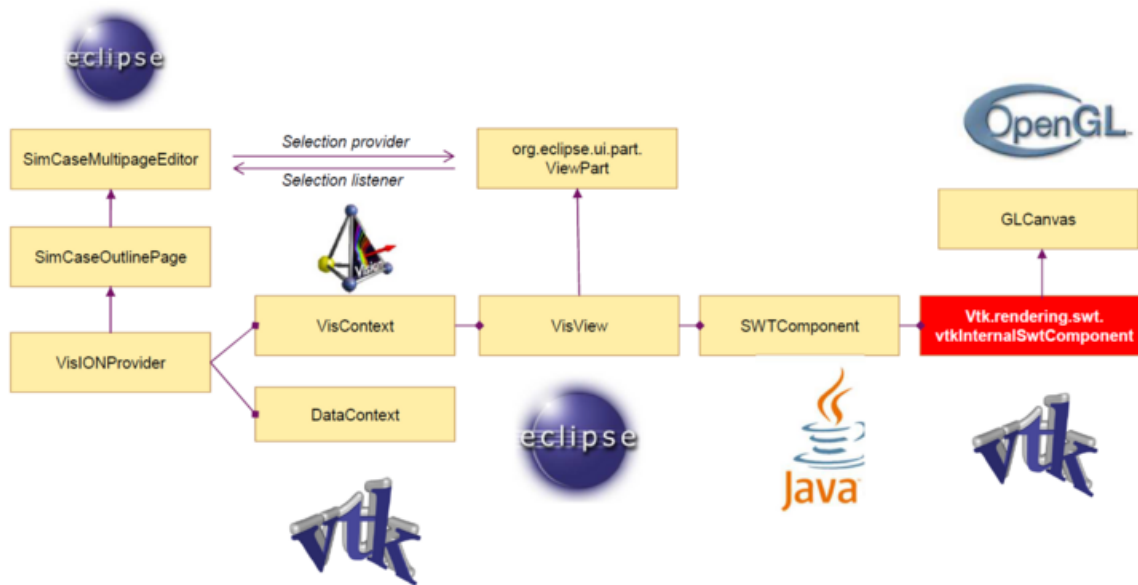 eclipse
OpenGL
SimCaseMultipageEditor
Selection provider
Selection listener
org.eclipse.ui.part.
ViewPart
SimCaseOutlinePage
Vision
GLCanvas
VisIONProvider
VisContext
VisView
SWTComponent
Vtk.rendering.swt.
vtkInternalSwtComponent
DataContext
eclipse
Java
vtk
vtk